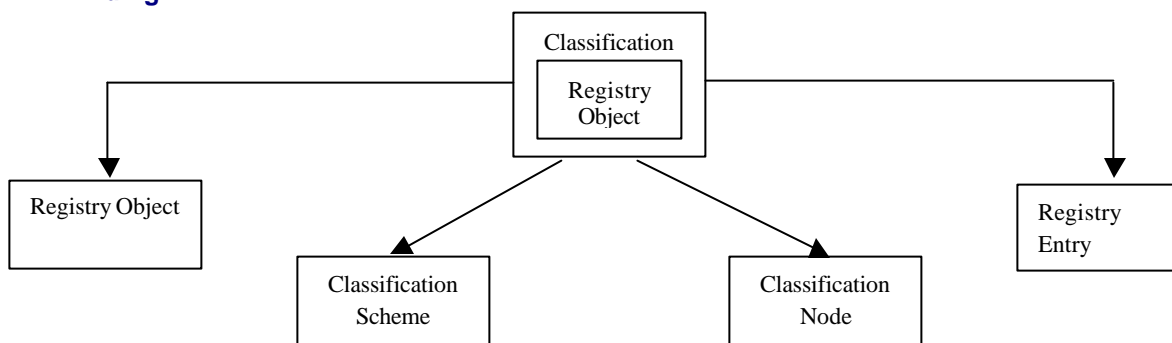 Classification
Registry
Object
Registry Object
Registry
Entry
Classification
Scheme
Classification
Node